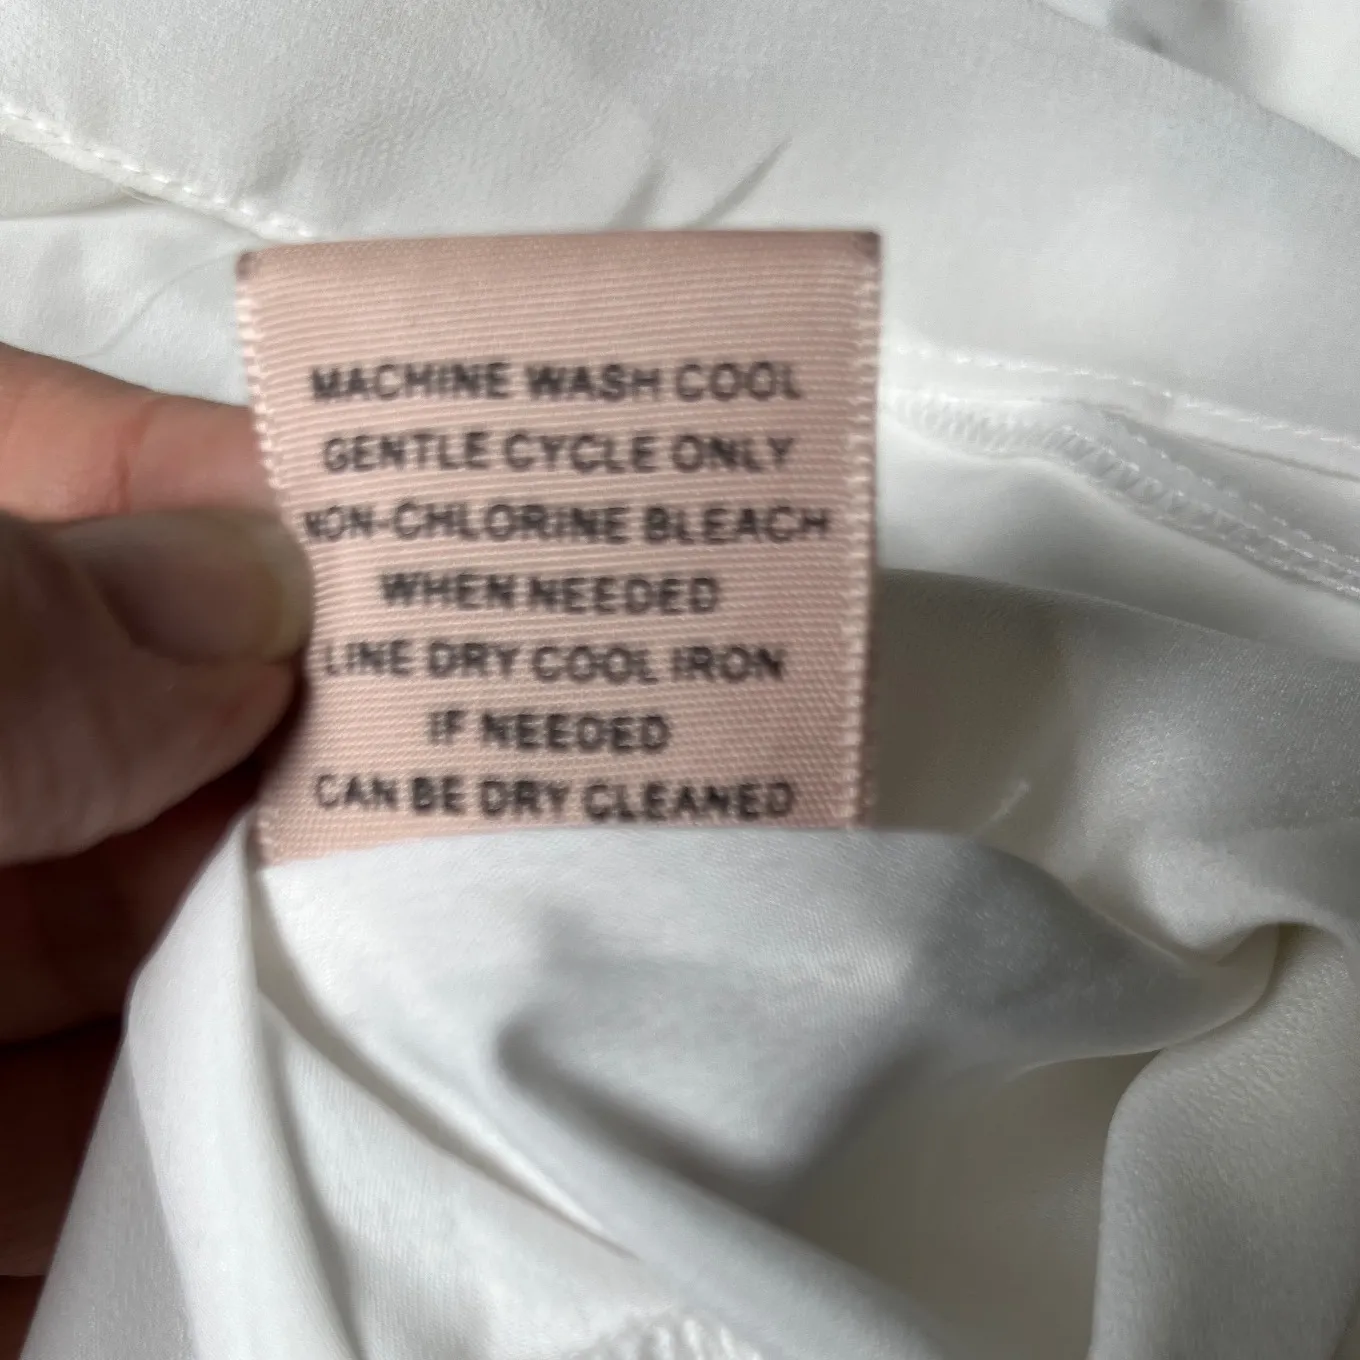 MACHINE WASH COOL
GENTLE CYCLE ONLY
NON-CHLORINE BLEACH
WHEN NEEDED
LINE DRY COOL IRON
IF NEEDED
CAN BE DRY CLEANED